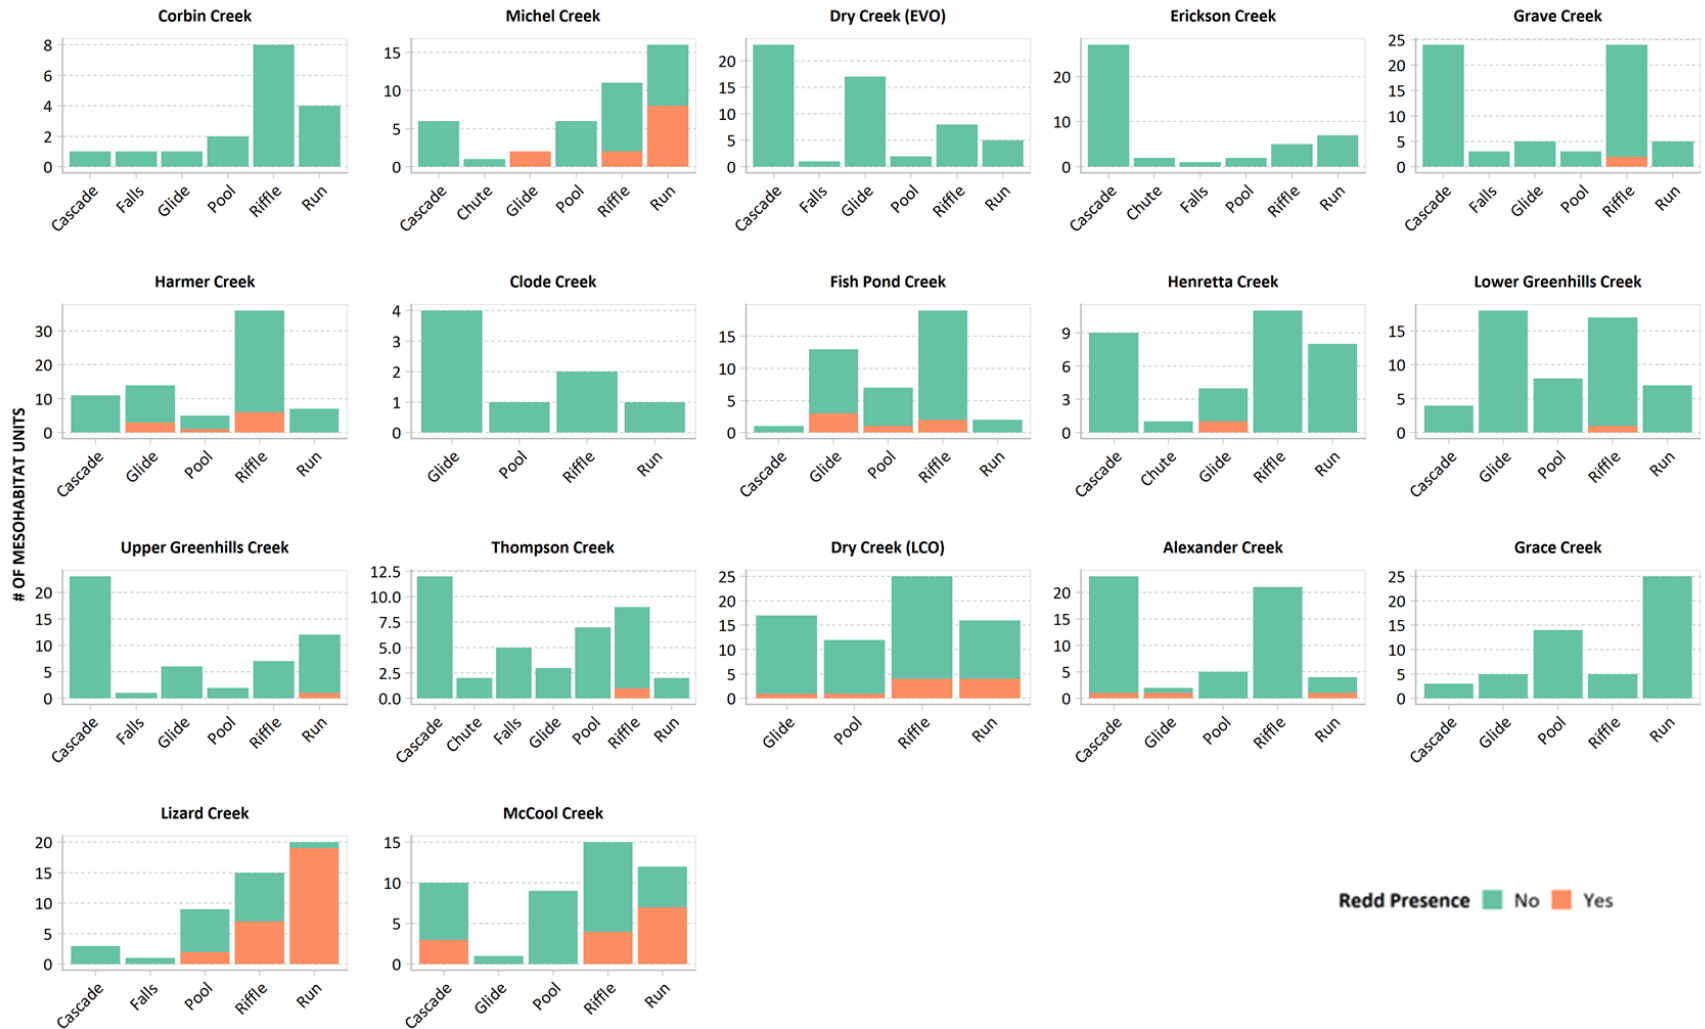 Corbin Creek
8
6
4
2
0
Cascade
Falls
Glide
Pool
Riffle
Run
Michel Creek
15
10
5
0
Cascade
Chute
Glide
Pool
Riffle
Run
Dry Creek (EVO)
20
15
10
5
0
Cascade
Falls
Glide
Pool
Riffle
Run
Erickson Creek
20
10
0
Cascade
Chute
Falls
Pool
Riffle
Run
Grave Creek
25
20
15
10
5
0
Cascade
Falls
Glide
Pool
Riffle
Run
# OF MESOHABITAT UNITS
Harmer Creek
30
20
10
0
Cascade
Glide
Pool
Riffle
Run
Clode Creek
4
3
2
1
0
Glide
Pool
Riffle
Run
Fish Pond Creek
15
10
5
0
Cascade
Glide
Pool
Riffle
Run
Henretta Creek
9
6
3
0
Cascade
Chute
Glide
Riffle
Run
Lower Greenhills Creek
15
10
5
0
Cascade
Glide
Pool
Riffle
Run
Upper Greenhills Creek
20
15
10
5
0
Cascade
Falls
Glide
Pool
Riffle
Run
Thompson Creek
12.5
10.0
7.5
5.0
2.5
0.0
Cascade
Chute
Falls
Glide
Pool
Riffle
Run
Dry Creek (LCO)
25
20
15
10
5
0
Glide
Pool
Riffle
Run
Alexander Creek
20
15
10
5
0
Cascade
Glide
Pool
Riffle
Run
Grace Creek
25
20
15
10
5
0
Cascade
Glide
Pool
Riffle
Run
Lizard Creek
20
15
10
5
0
Cascade
Falls
Pool
Riffle
Run
McCool Creek
15
10
5
0
Cascade
Glide
Pool
Riffle
Run
Redd Presence No Yes